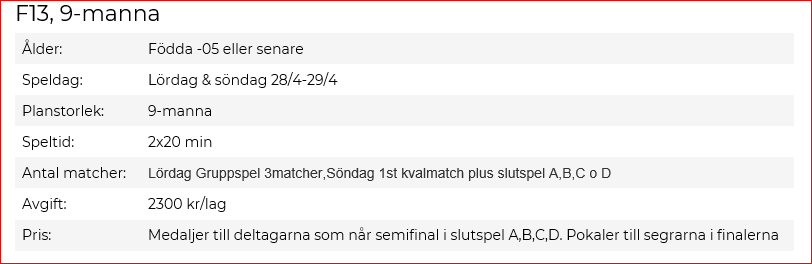 F13, 9-manna
Ålder: Födda -05 eller senare
Speldag: Lördag & söndag 28/4-29/4
Planstorlek: 9-manna
Speltid: 2x20 min
Antal matcher: Lördag Gruppspel 3matcher,Söndag 1st kvalmatch plus slutspel A,B,C o D
Avgift: 2300 kr/lag
Pris: Medaljer till deltagarna som når semifinal i slutspel A,B,C,D. Pokaler till segrarna i finalerna